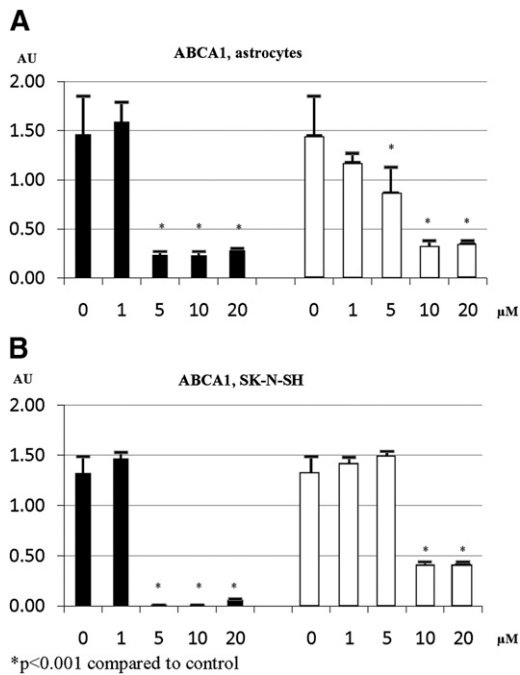 A
ABCA1, astrocytes
AU
2.00
1.50
1.00
0.50
0.00
* * * * * *
0 1 5 10 20 0 1 5 10 20 µM
B
ABCA1, SK-N-SH
AU
2.00
1.50
1.00
0.50
0.00
* * * * *
0 1 5 10 20 0 1 5 10 20 µM
*p<0.001 compared to control